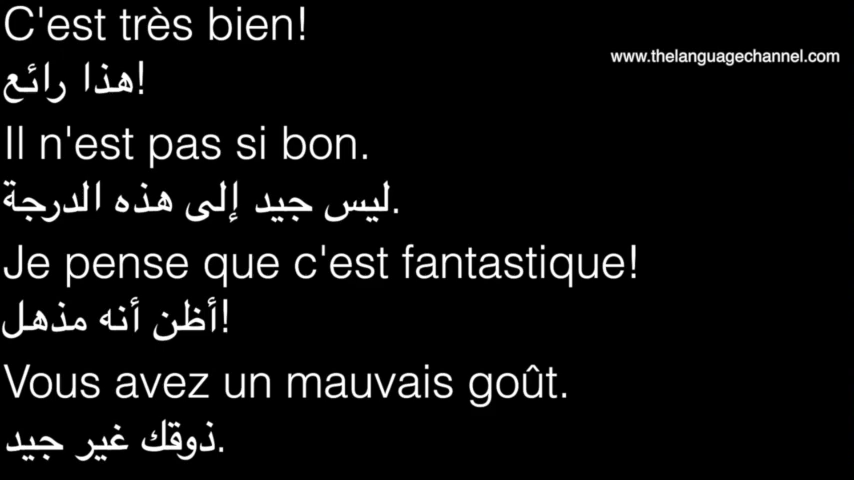 C'est très bien!
www.thelanguagechannel.com
هذا رائع!
Il n'est pas si bon.
ليس جيد إلى هذه الدرجة.
Je pense que c'est fantastique!
أظن أنه مذهل!
Vous avez un mauvais goût.
ذوقك غير جيد.